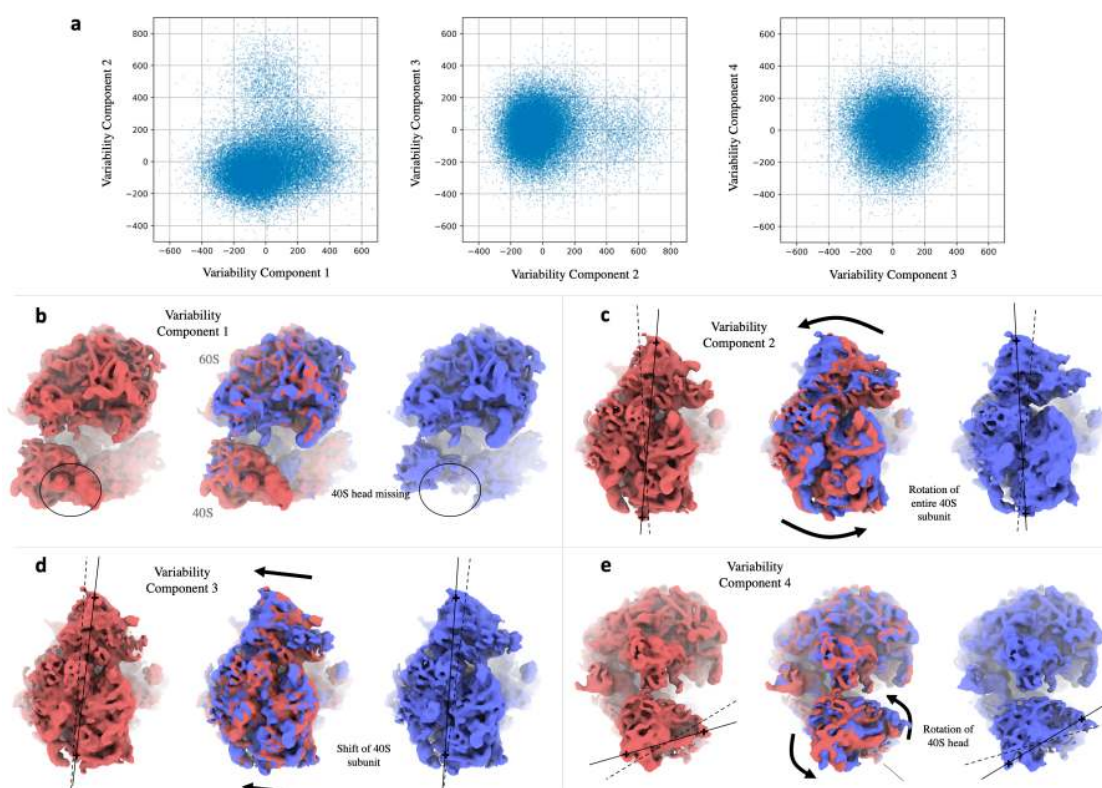 a
800
600
400
200
0
−200
−400
−600 −400 −200 0 200 400 600
Variability Component 2
Variability Component 1
600
400
200
0
−200
−400
−600
−400 −200 0 200 400 600 800
Variability Component 3
Variability Component 2
600
400
200
0
−200
−400
−600
−600 −400 −200 0 200 400 600
Variability Component 4
Variability Component 3
b
Variability
Component 1
60S
40S
40S head missing
c
Variability
Component 2
Rotation of
entire 40S
subunit
d
Variability
Component 3
Shift of 40S
subunit
e
Variability
Component 4
Rotation of
40S head